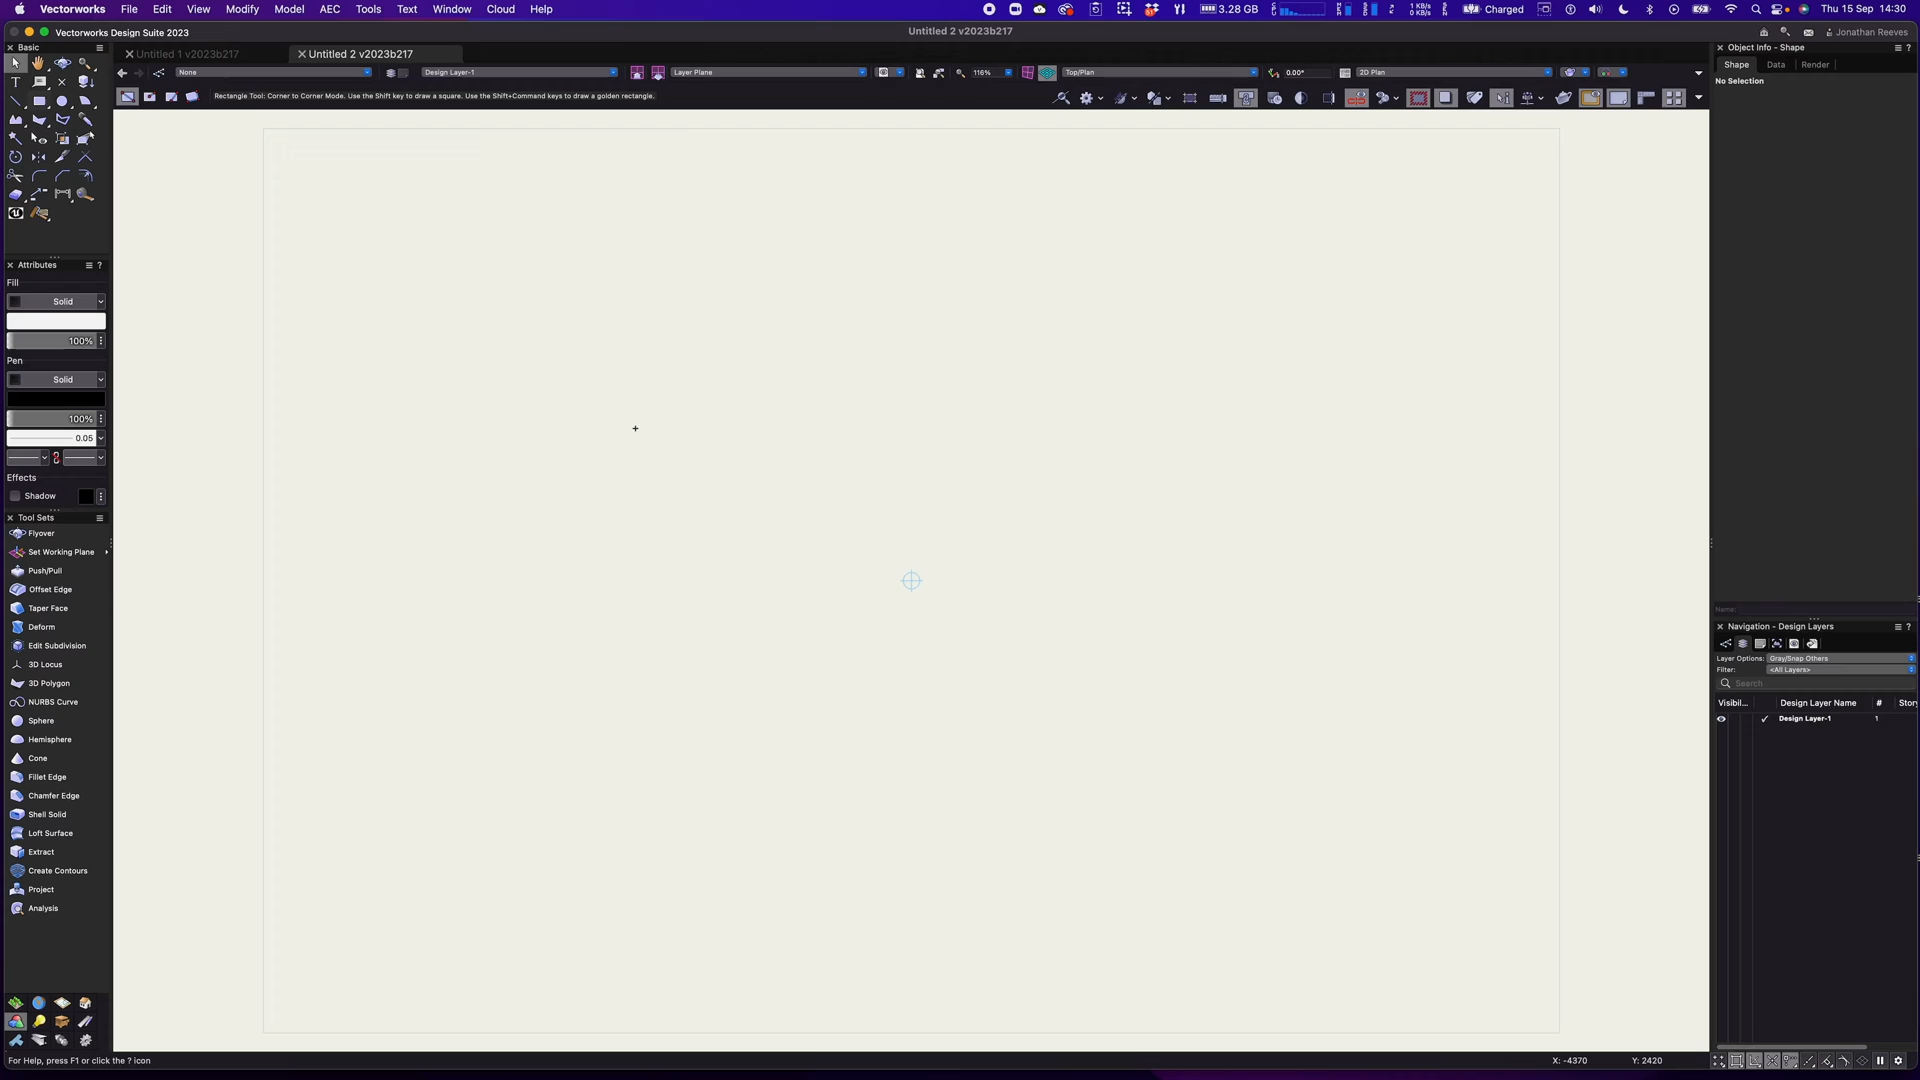 Vectorworks File Edit View Modify Model AEC Tools Text Window Cloud Help 3.28 GB 1 KB/s 0 KB/s Charged Thu 15 Sep 14:30
Vectorworks Design Suite 2023 Untitled 2 v2023b217 Jonathan Reeves
Basic
Untitled 1 v2023b217
Untitled 2 v2023b217
None Design Layer-1 Layer Plane 116% Top/Plan 0.00° 2D Plan
Rectangle Tool: Corner to Corner Mode. Use the Shift key to draw a square. Use the Shift+Command keys to draw a golden rectangle.
Attributes ?
Fill
Solid
100%
Pen
Solid
100%
0.05
Effects
Shadow
Tool Sets
Flyover
Set Working Plane
Push/Pull
Offset Edge
Taper Face
Deform
Edit Subdivision
3D Locus
3D Polygon
NURBS Curve
Sphere
Hemisphere
Cone
Fillet Edge
Chamfer Edge
Shell Solid
Loft Surface
Extract
Create Contours
Project
Analysis
For Help, press F1 or click the ? icon
X: -4370 Y: 2420
Object Info - Shape ?
Shape Data Render
No Selection
Name:
Navigation - Design Layers ?
Layer Options: Gray/Snap Others
Filter: <All Layers>
Search
Visibil... Design Layer Name # Story
Design Layer-1 1